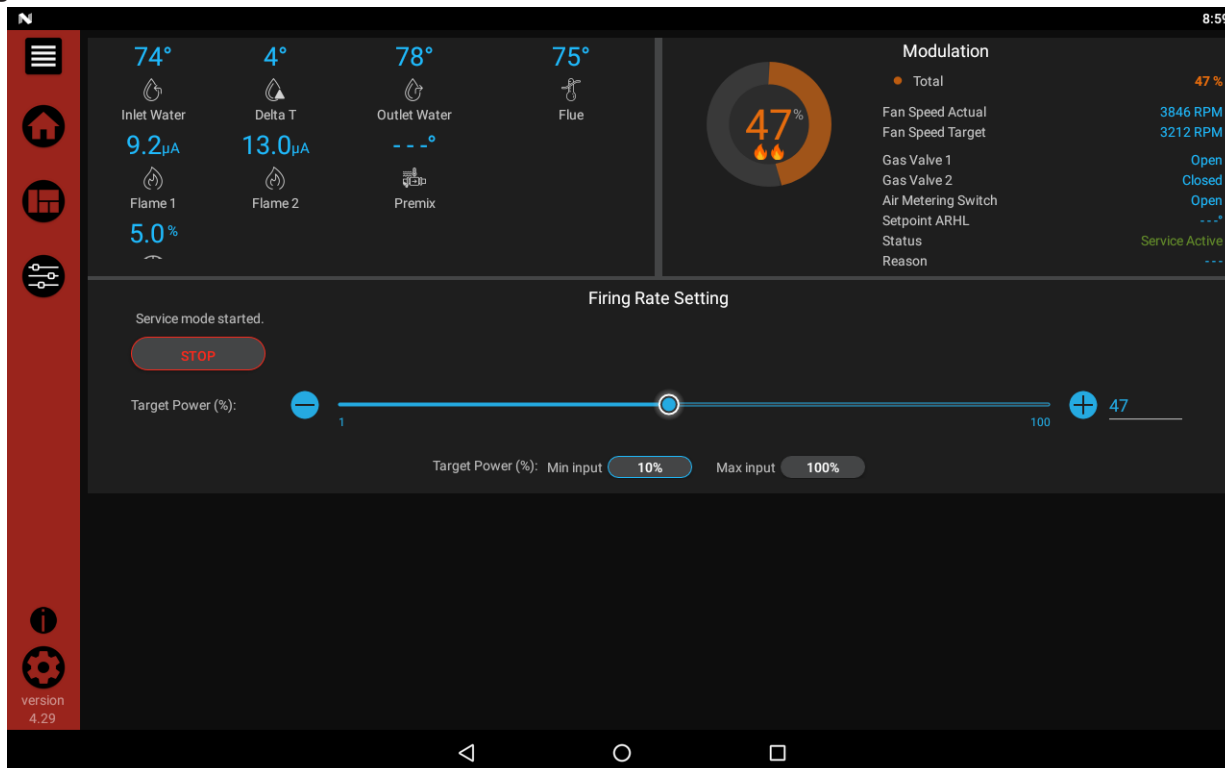 8:59
74° 4° 78° 75°
Inlet Water Delta T Outlet Water Flue
9.2µA 13.0µA - - -°
Flame 1 Flame 2 Premix
5.0 %
Modulation
Total 47 %
47%
Fan Speed Actual 3846 RPM
Fan Speed Target 3212 RPM
Gas Valve 1 Open
Gas Valve 2 Closed
Air Metering Switch Open
Setpoint ARHL - - -°
Status Service Active
Reason - - -
Firing Rate Setting
Service mode started.
STOP
Target Power (%): 47
1 100
Target Power (%): Min input 10% Max input 100%
version
4.29